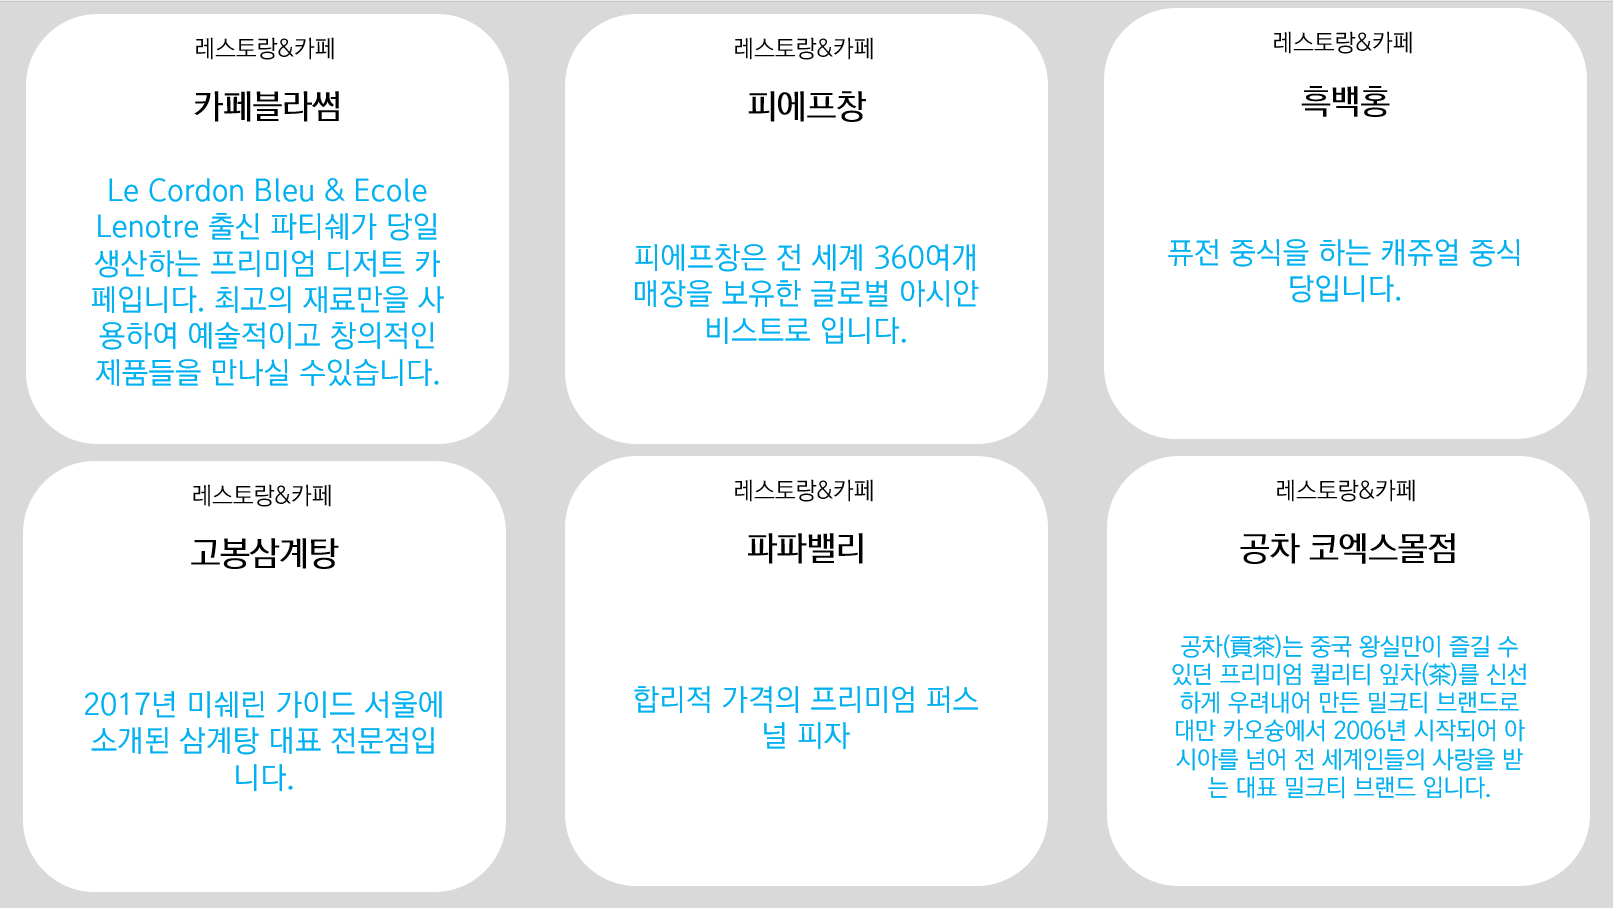 레스토랑&카페
카페블라썸
Le Cordon Bleu & Ecole
Lenotre 출신 파티쉐가 당일
생산하는 프리미엄 디저트 카
페입니다. 최고의 재료만을 사
용하여 예술적이고 창의적인
제품들을 만나실 수있습니다.
레스토랑&카페
피에프창
피에프창은 전 세계 360여개
매장을 보유한 글로벌 아시안
비스트로 입니다.
레스토랑&카페
흑백홍
퓨전 중식을 하는 캐쥬얼 중식
당입니다.
레스토랑&카페
고봉삼계탕
2017년 미쉐린 가이드 서울에
소개된 삼계탕 대표 전문점입
니다.
레스토랑&카페
파파밸리
합리적 가격의 프리미엄 퍼스
널 피자
레스토랑&카페
공차 코엑스몰점
공차(貢茶)는 중국 왕실만이 즐길 수
있던 프리미엄 퀄리티 잎차(茶)를 신선
하게 우려내어 만든 밀크티 브랜드로
대만 카오슝에서 2006년 시작되어 아
시아를 넘어 전 세계인들의 사랑을 받
는 대표 밀크티 브랜드 입니다.